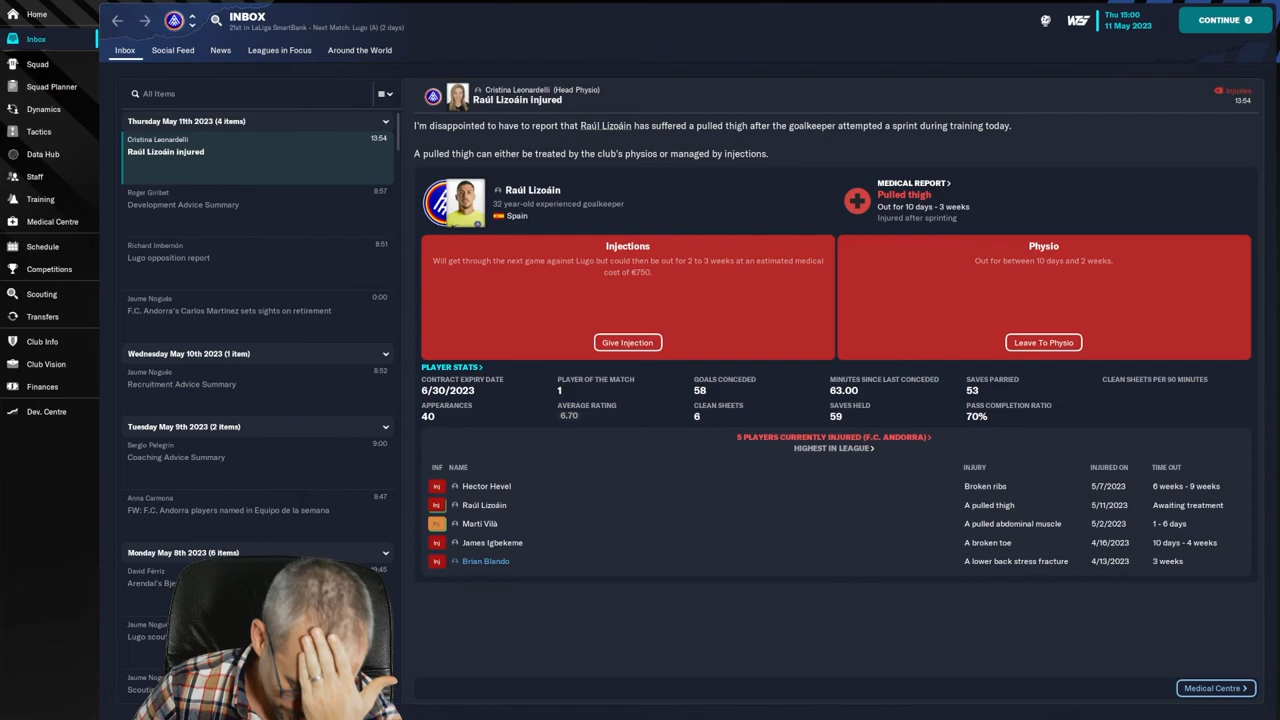 Home
Inbox
Squad
Squad Planner
Dynamics
Tactics
Data Hub
Staff
Training
Medical Centre
Schedule
Competitions
Scouting
Transfers
Club Info
Club Vision
Finances
Dev. Centre
INBOX
21st in LaLiga SmartBank - Next Match: Lugo (A) (2 days)
Thu 15:00
11 May 2023
CONTINUE
Inbox Social Feed News Leagues in Focus Around the World
All Items
Thursday May 11th 2023 (4 items)
Cristina Leonardelli 13:54
Raúl Lizoáin injured
Roger Giribet 8:57
Development Advice Summary
Richard Imbernón 8:51
Lugo opposition report
Jaume Nogués 0:00
F.C. Andorra's Carlos Martínez sets sights on retirement
Wednesday May 10th 2023 (1 item)
Jaume Nogués 8:52
Recruitment Advice Summary
Tuesday May 9th 2023 (2 items)
Sergio Pelegrín 9:00
Coaching Advice Summary
Anna Carmona 8:47
FW: F.C. Andorra players named in Equipo de la semana
Monday May 8th 2023 (6 items)
David Férriz
Arendal's Bje
Jaume Nogu
Lugo scou
Jaume Nog
Scouti
Cristina Leonardelli (Head Physio)
Raúl Lizoáin injured
Injuries
13:54
I'm disappointed to have to report that Raúl Lizoáin has suffered a pulled thigh after the goalkeeper attempted a sprint during training today.
A pulled thigh can either be treated by the club's physios or managed by injections.
Raúl Lizoáin
32 year-old experienced goalkeeper
Spain
MEDICAL REPORT >
Pulled thigh
Out for 10 days - 3 weeks
Injured after sprinting
Injections
Will get through the next game against Lugo but could then be out for 2 to 3 weeks at an estimated medical
cost of €750.
Give Injection
Physio
Out for between 10 days and 2 weeks.
Leave To Physio
PLAYER STATS >
CONTRACT EXPIRY DATE PLAYER OF THE MATCH GOALS CONCEDED MINUTES SINCE LAST CONCEDED SAVES PARRIED CLEAN SHEETS PER 90 MINUTES
6/30/2023 1 58 63.00 53
APPEARANCES AVERAGE RATING CLEAN SHEETS SAVES HELD PASS COMPLETION RATIO
40 6.70 6 59 70%
5 PLAYERS CURRENTLY INJURED (F.C. ANDORRA) >
HIGHEST IN LEAGUE >
INF NAME INJURY INJURED ON TIME OUT
Inj Hector Hevel Broken ribs 5/7/2023 6 weeks - 9 weeks
Inj Raúl Lizoáin A pulled thigh 5/11/2023 Awaiting treatment
Martí Vilà A pulled abdominal muscle 5/2/2023 1 - 6 days
Inj James Igbekeme A broken toe 4/16/2023 10 days - 4 weeks
Inj Brian Blando A lower back stress fracture 4/13/2023 3 weeks
Medical Centre >